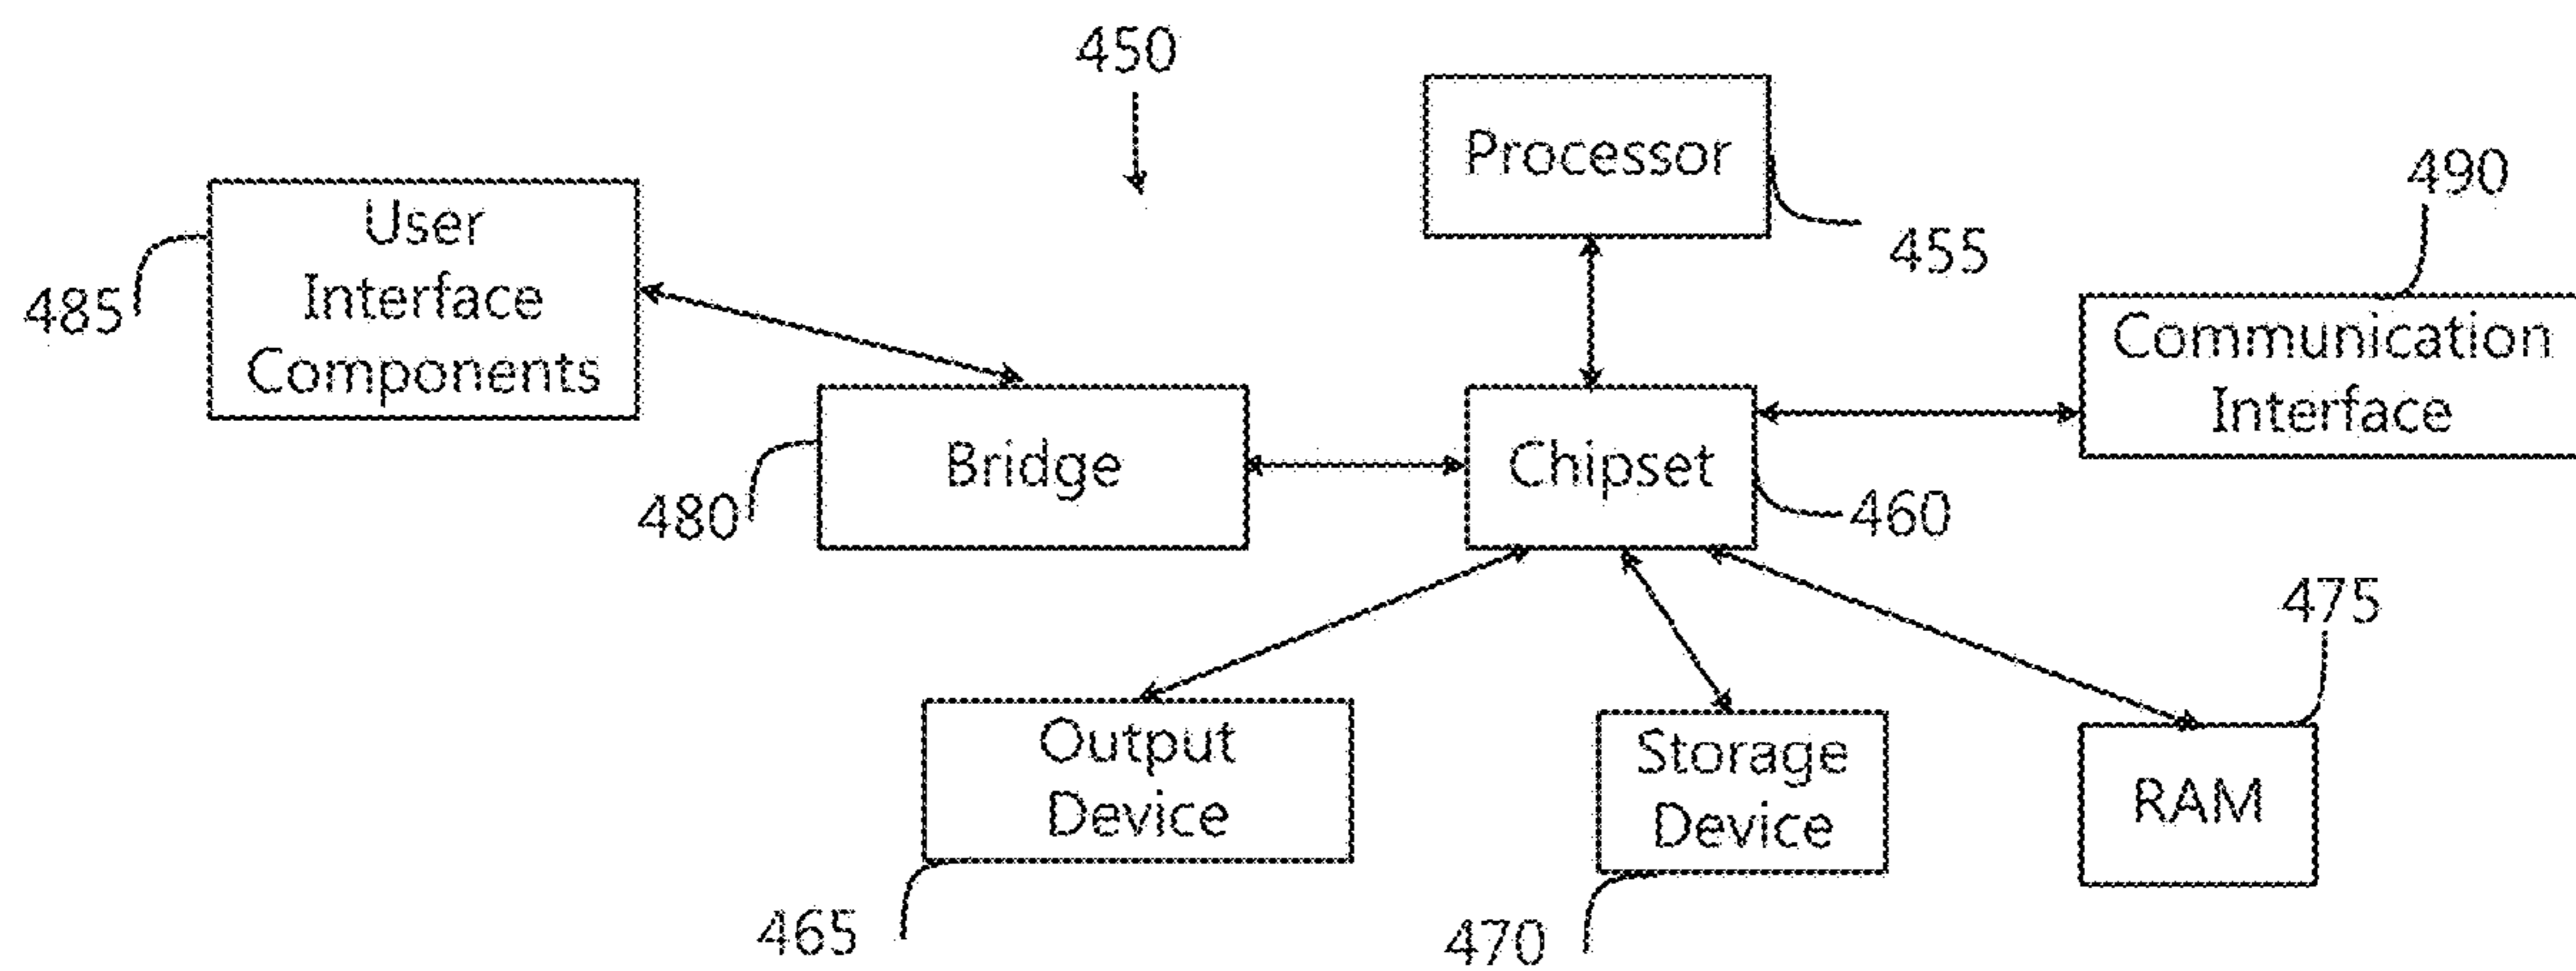 450
Processor
455
490
User
Interface
Components
485
Communication
Interface
Bridge
480
Chipset
460
475
Output
Device
465
Storage
Device
470
RAM